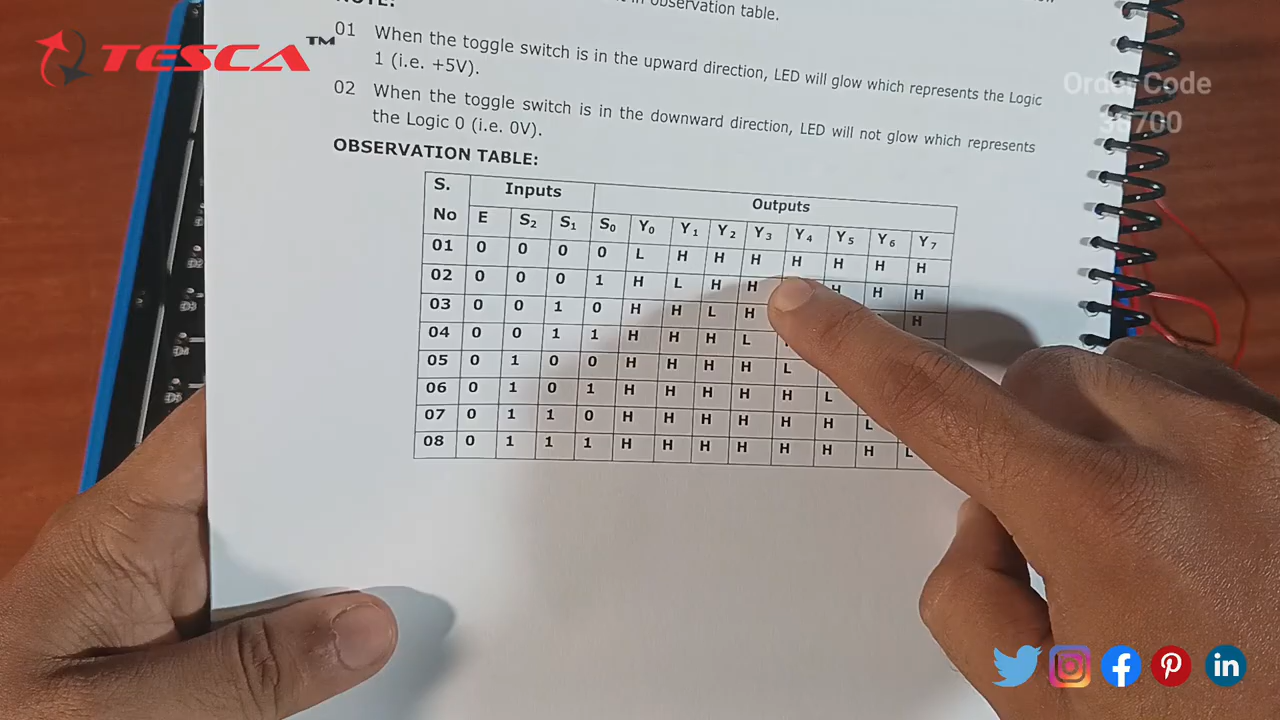 TESCA™
Order Code
NOTE:
in observation table.
01 When the toggle switch is in the upward direction, LED will glow which represents the Logic
1 (i.e. +5V).
02 When the toggle switch is in the downward direction, LED will not glow which represents
the Logic 0 (i.e. 0V).
OBSERVATION TABLE:
S. No Inputs Outputs
E S2 S1 S0 Y0 Y1 Y2 Y3 Y4 Y5 Y6 Y7
01 0 0 0 0 L H H H H H H H
02 0 0 0 1 H L H H H H H
03 0 0 1 0 H H L H H
04 0 0 1 1 H H H L
05 0 1 0 0 H H H H L
06 0 1 0 1 H H H H H L
07 0 1 1 0 H H H H H H L
08 0 1 1 1 H H H H H H H L
in